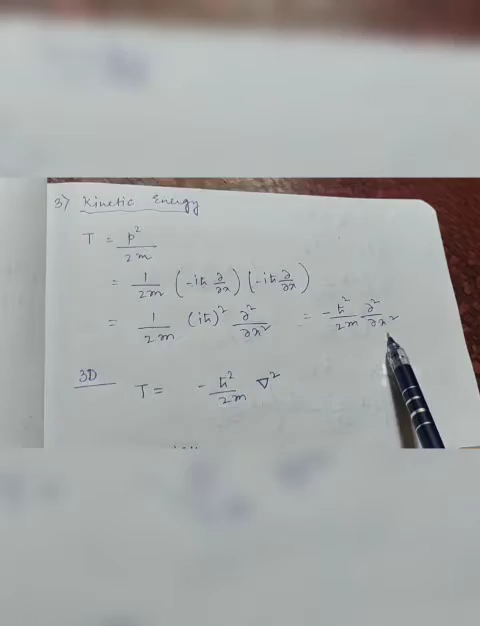 3) Kinetic Energy
T = p²/2m
= 1/2m (-iħ ∂/∂x) (-iħ ∂/∂x)
= 1/2m (iħ)² ∂²/∂x² = -ħ²/2m ∂²/∂x²
3D T = -ħ²/2m ∇²